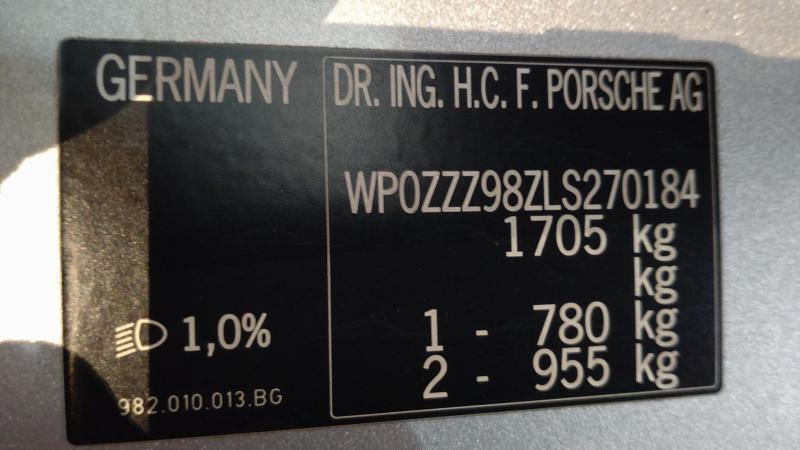 GERMANY
DR. ING. H.C. F. PORSCHE AG
WP0ZZZ98ZLS270184
1705 kg
kg
1 - 780 kg
2 - 955 kg
1,0%
982.010.013.BG